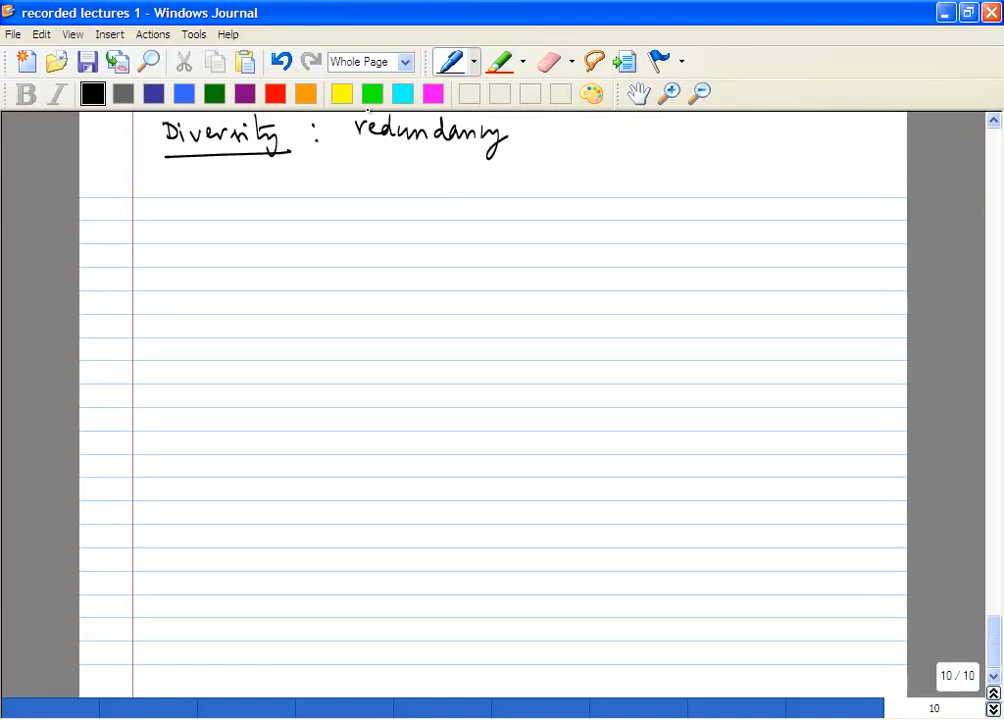 recorded lectures 1 - Windows Journal
File Edit View Insert Actions Tools Help
Whole Page
B I
Diversity : redundancy
10 / 10
10